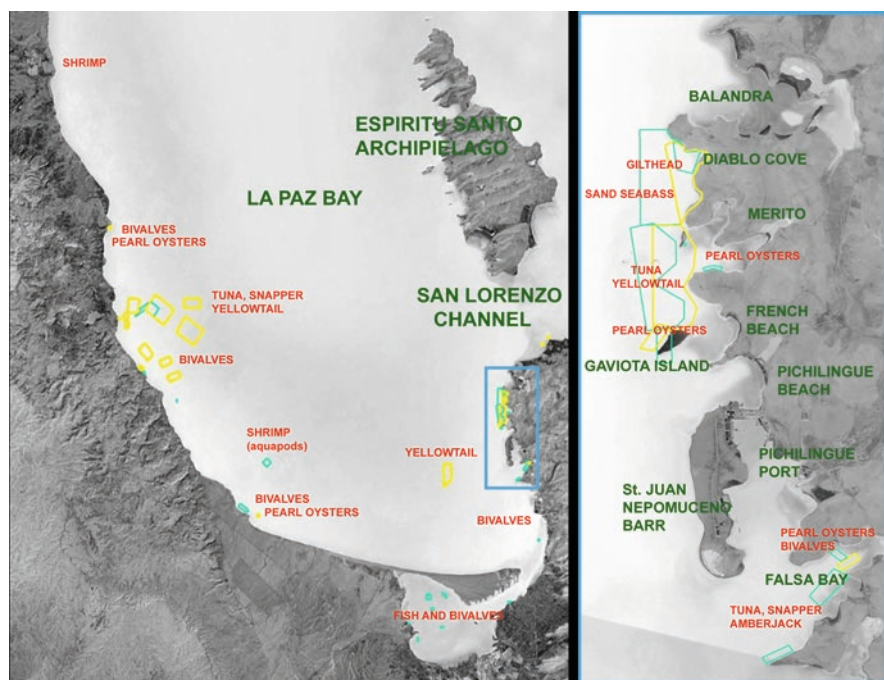 SHRIMP
ESPIRITU SANTO
ARCHIPIELAGO
LA PAZ BAY
BIVALVES
PEARL OYSTERS
TUNA, SNAPPER
YELLOWTAIL
SAN LORENZO
CHANNEL
BIVALVES
SHRIMP
(aquapods)
YELLOWTAIL
BIVALVES
PEARL OYSTERS
BIVALVES
FISH AND BIVALVES
BALANDRA
GILTHEAD
DIABLO COVE
SAND SEABASS
MERITO
PEARL OYSTERS
TUNA
YELLOWTAIL
FRENCH
BEACH
PEARL OYSTERS
GAVIOTA ISLAND
PICHILINGUE
BEACH
PICHILINGUE
PORT
St. JUAN
NEPOMUCENO
BARR
PEARL OYSTERS
BIVALVES
FALSA BAY
TUNA, SNAPPER
AMBERJACK